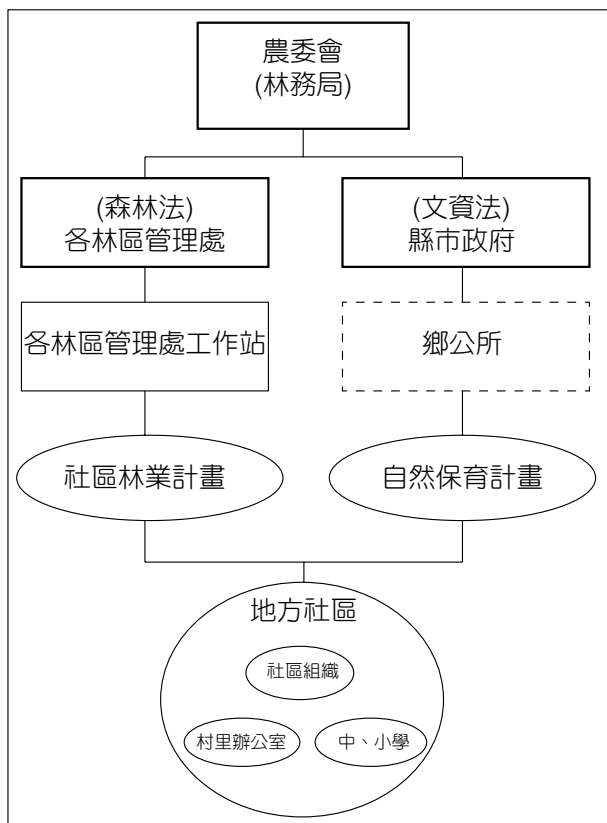 農委會
(林務局)
(森林法)
各林區管理處
(文資法)
縣市政府
各林區管理處工作站
鄉公所
社區林業計畫
自然保育計畫
地方社區
社區組織
村里辦公室
中、小學